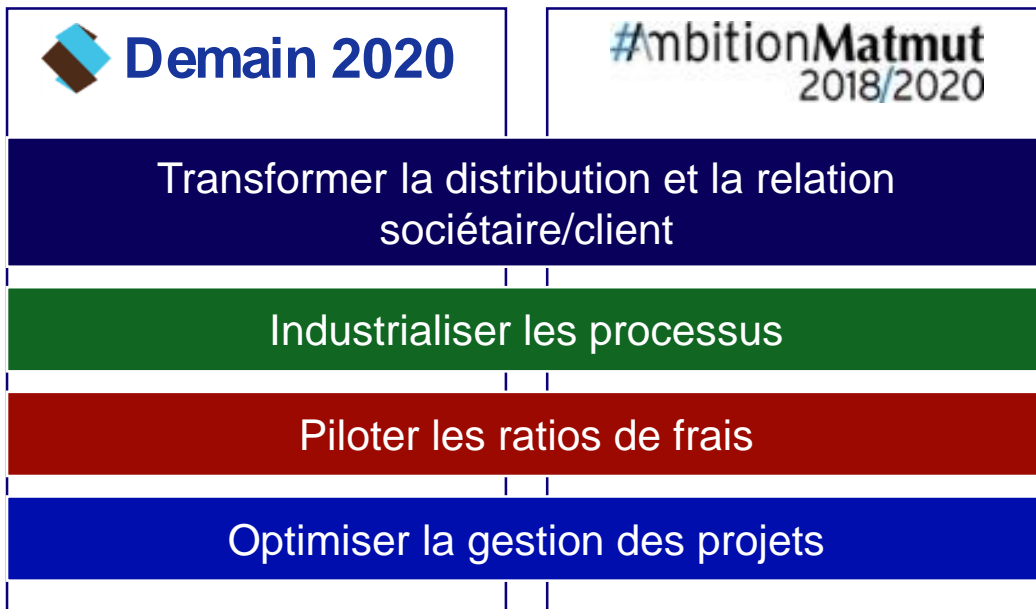 Demain 2020
#AmbitionMatmut
2018/2020
Transformer la distribution et la relation
sociétaire/client
Industrialiser les processus
Piloter les ratios de frais
Optimiser la gestion des projets